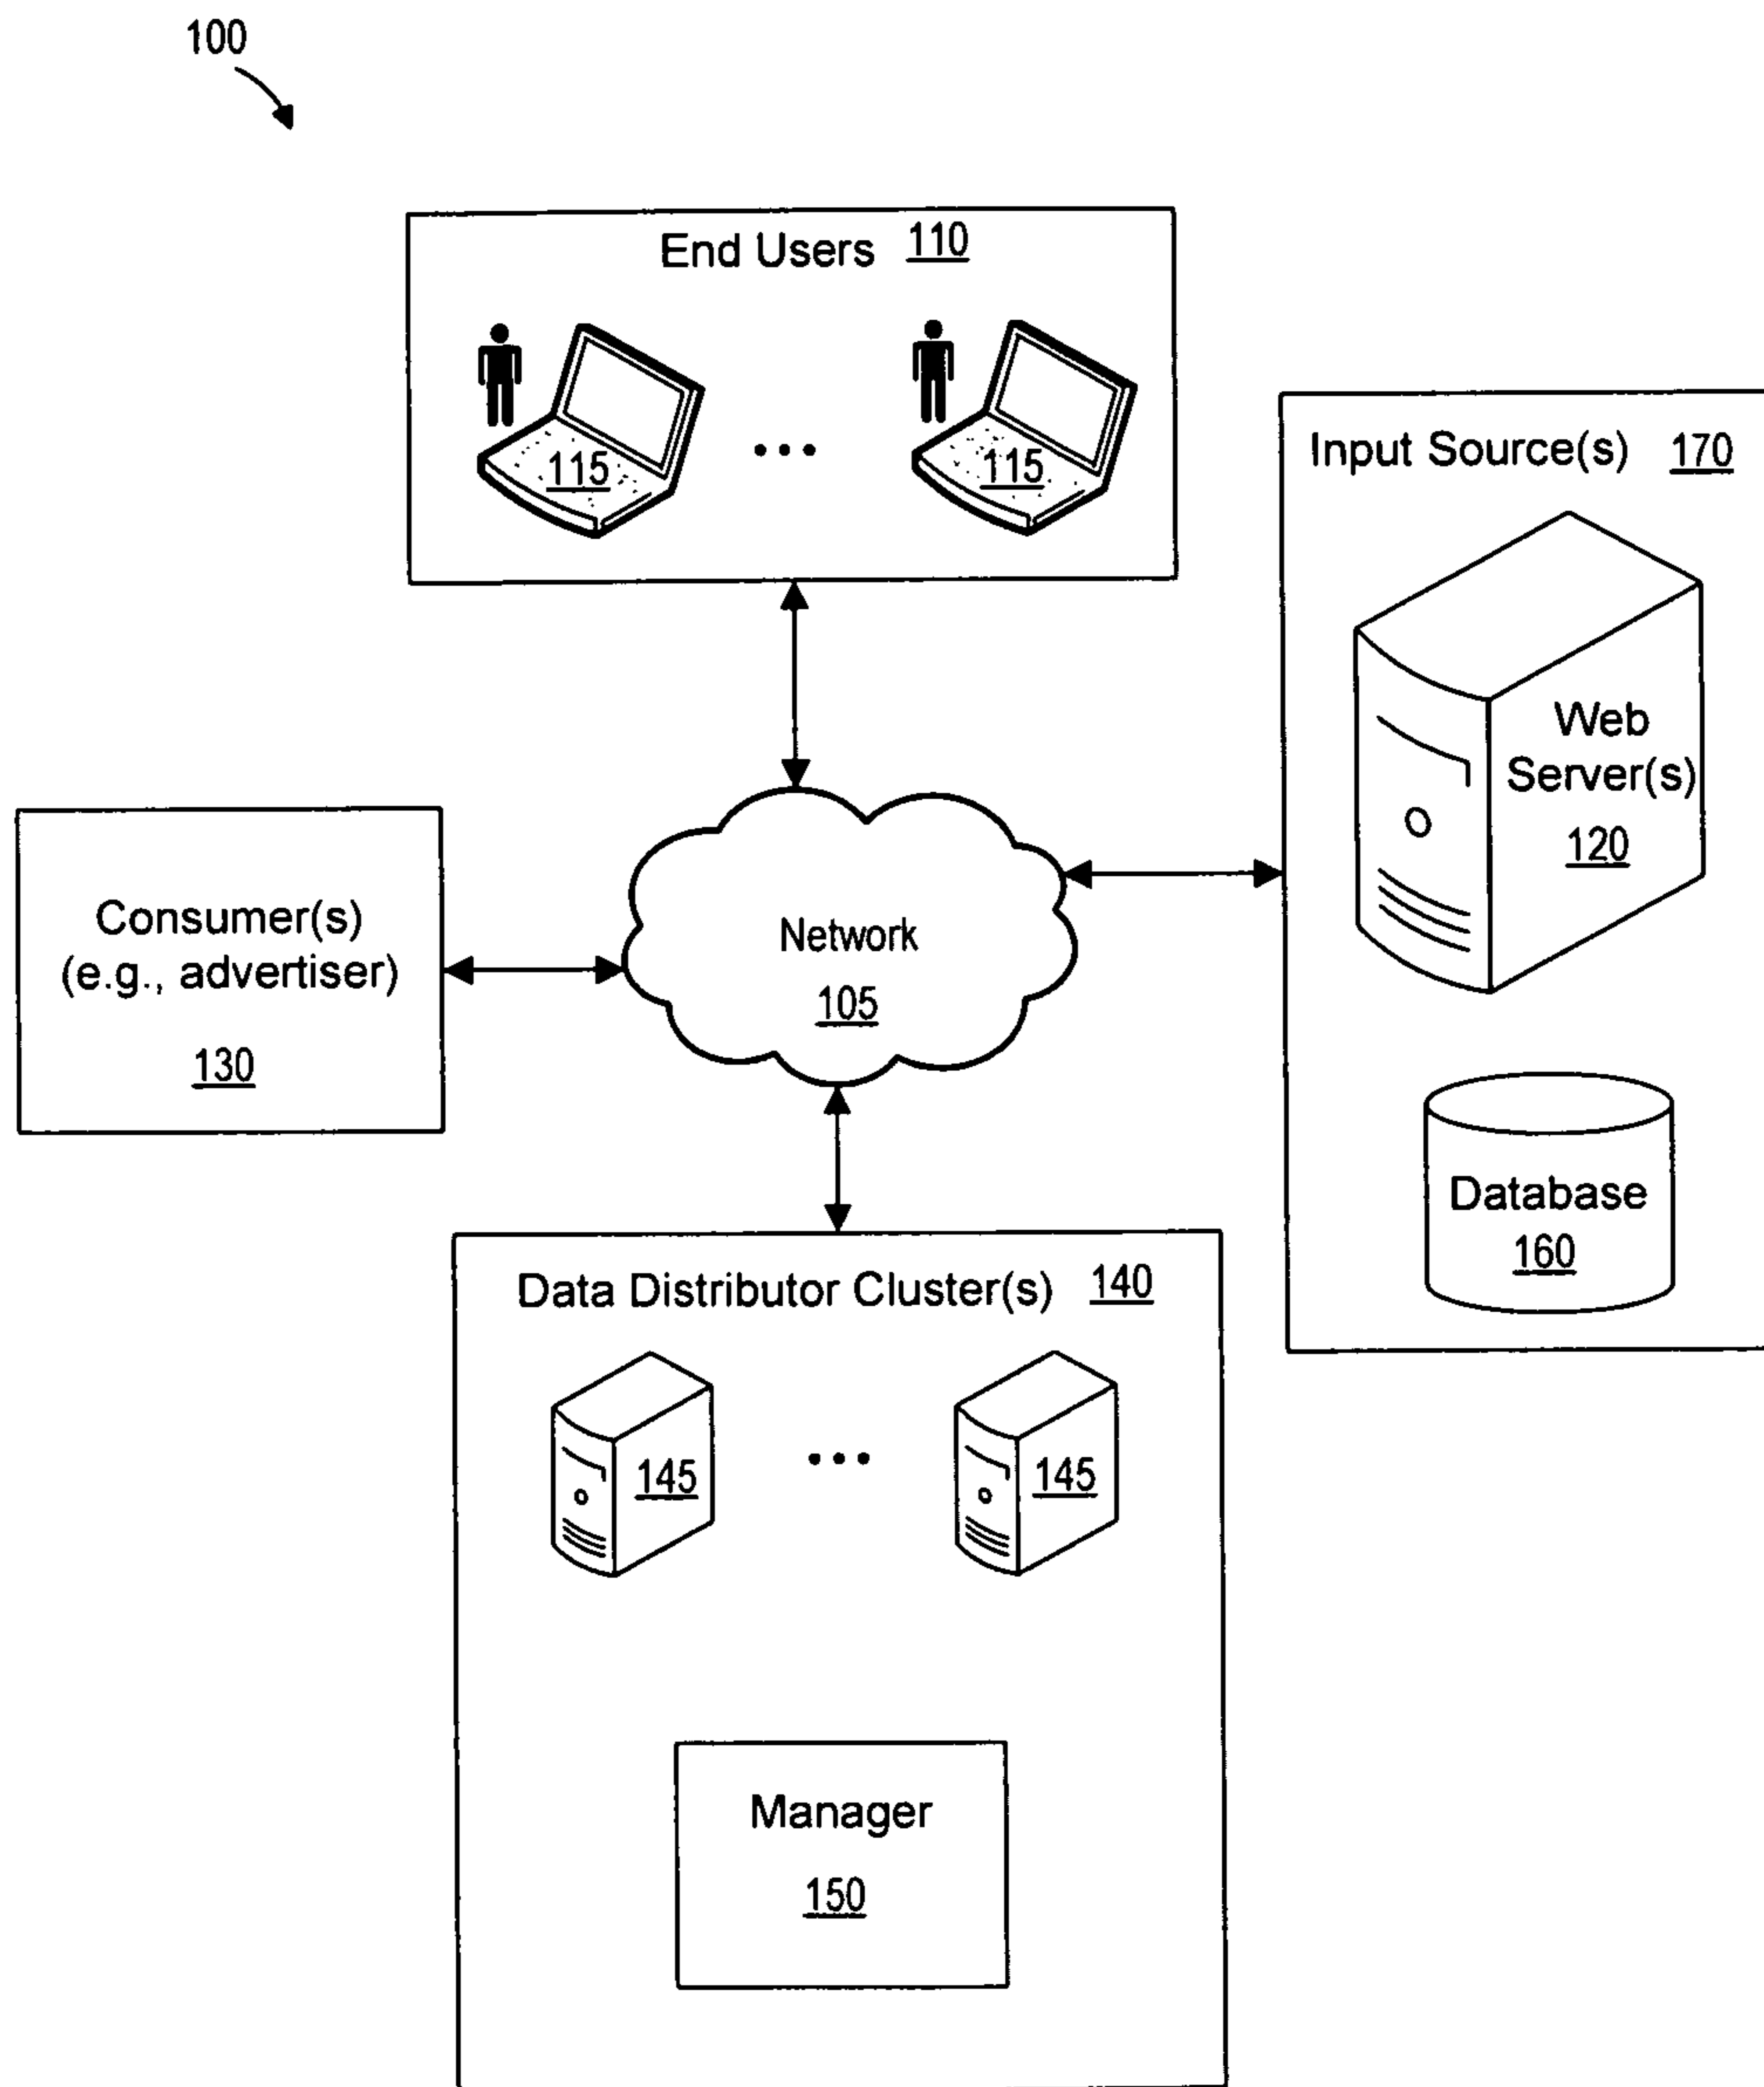 100
End Users 110
115
115
Input Source(s) 170
Web
Server(s)
120
Consumer(s)
(e.g., advertiser)
130
Network
105
Database
160
Data Distributor Cluster(s) 140
145
145
Manager
150